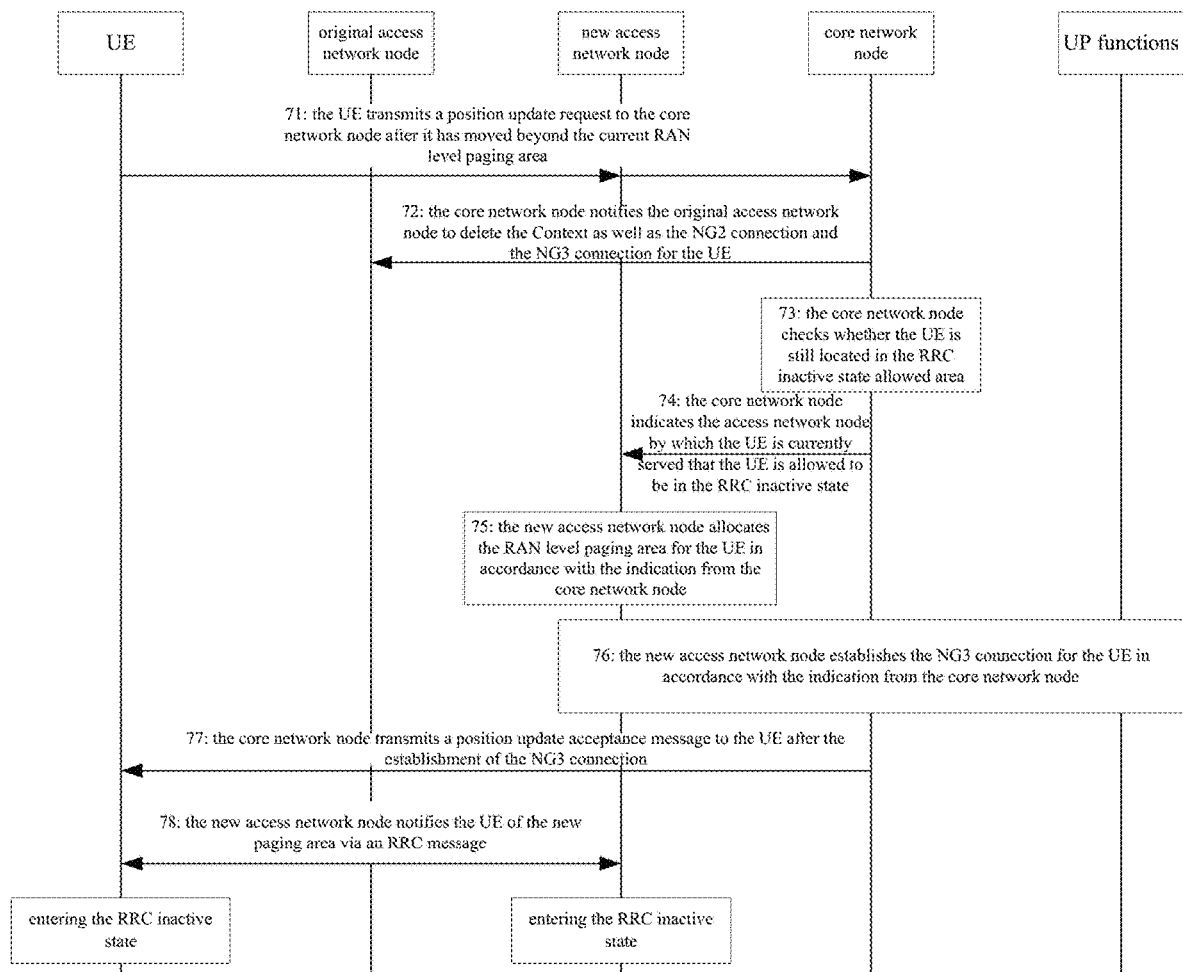 UE
original access
network node
new access
network node
core network
node
UP functions
71: the UE transmits a position update request to the core
network node after it has moved beyond the current RAN
level paging area
72: the core network node notifies the original access network
node to delete the Context as well as the NG2 connection and
the NG3 connection for the UE
73: the core network node
checks whether the UE is
still located in the RRC
inactive state allowed area
74: the core network node
indicates the access network node
by which the UE is currently
served that the UE is allowed to
be in the RRC inactive state
75: the new access network node allocates
the RAN level paging area for the UE in
accordance with the indication from the
core network node
76: the new access network node establishes the NG3 connection for the UE in
accordance with the indication from the core network node
77: the core network node transmits a position update acceptance message to the UE after the
establishment of the NG3 connection
78: the new access network node notifies the UE of the new
paging area via an RRC message
entering the RRC inactive
state
entering the RRC inactive
state